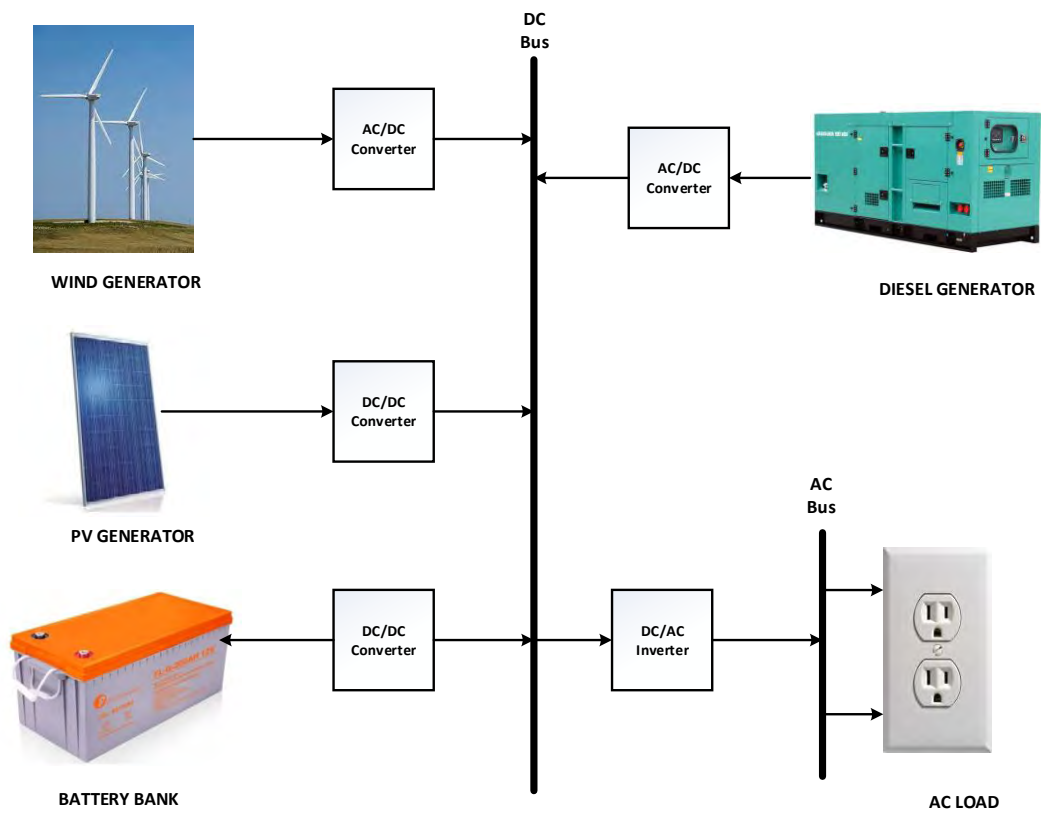 DC
Bus
AC/DC
Converter
AC/DC
Converter
WIND GENERATOR
DIESEL GENERATOR
DC/DC
Converter
AC
Bus
PV GENERATOR
DC/DC
Converter
DC/AC
Inverter
BATTERY BANK
AC LOAD